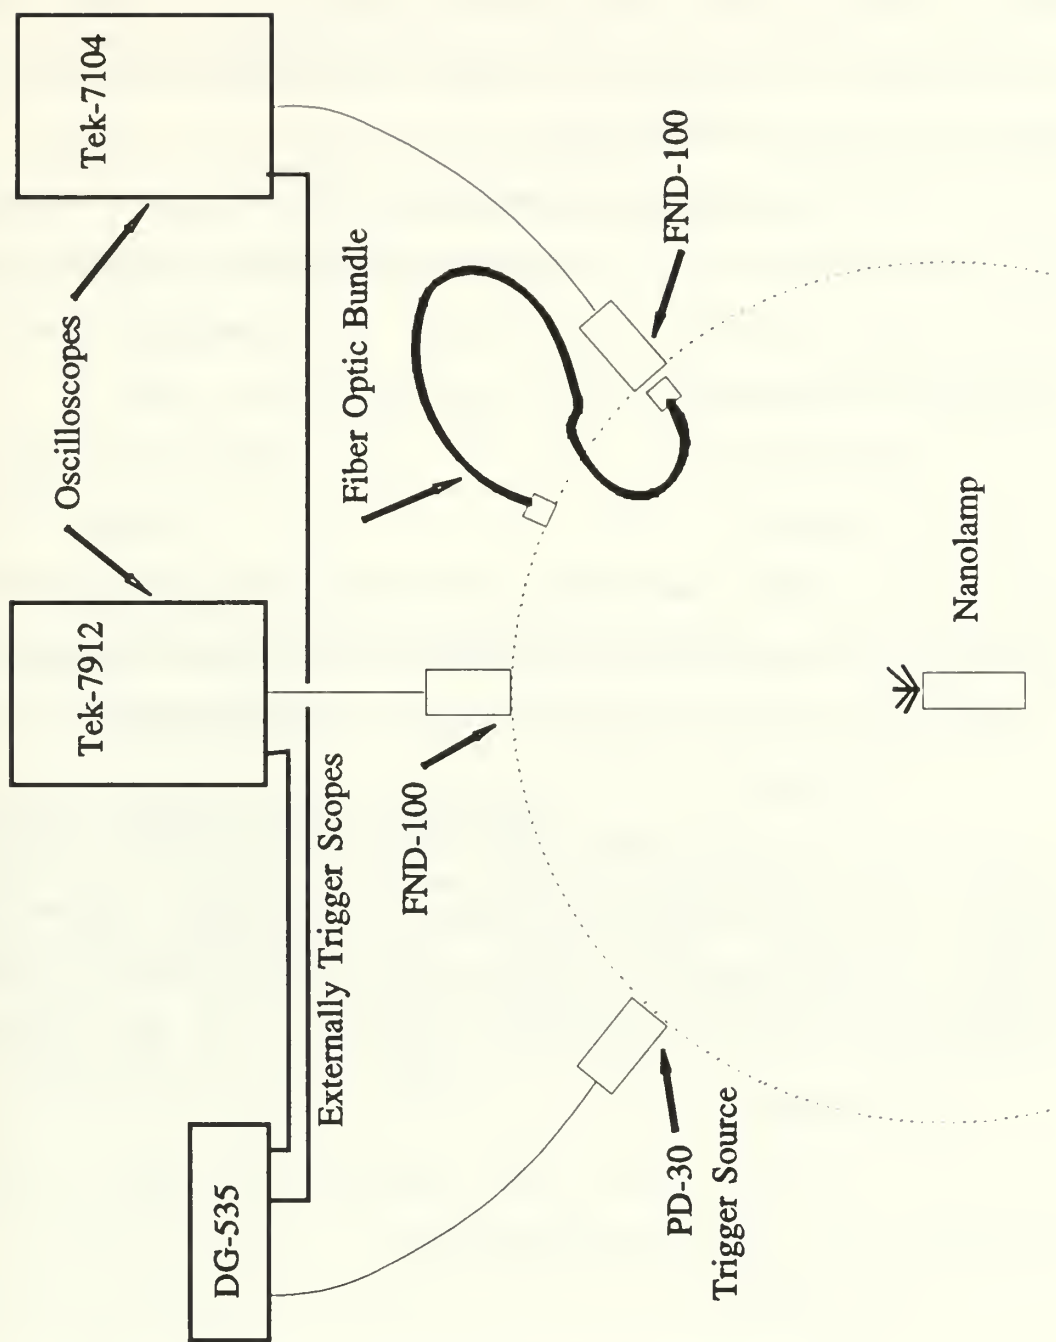 Oscilloscopes
Tek-7104
Tek-7912
DG-535
Fiber Optic Bundle
Externally Trigger Scopes
FND-100
FND-100
PD-30
Trigger Source
Nanolamp